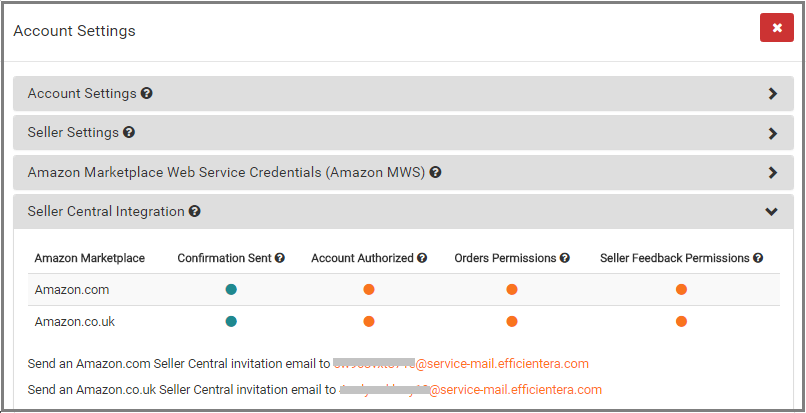 Account Settings
Account Settings
Seller Settings
Amazon Marketplace Web Service Credentials (Amazon MWS)
Seller Central Integration
Amazon Marketplace Confirmation Sent Account Authorized Orders Permissions Seller Feedback Permissions
Amazon.com
Amazon.co.uk
Send an Amazon.com Seller Central invitation email to @service-mail.efficientera.com
Send an Amazon.co.uk Seller Central invitation email to @service-mail.efficientera.com